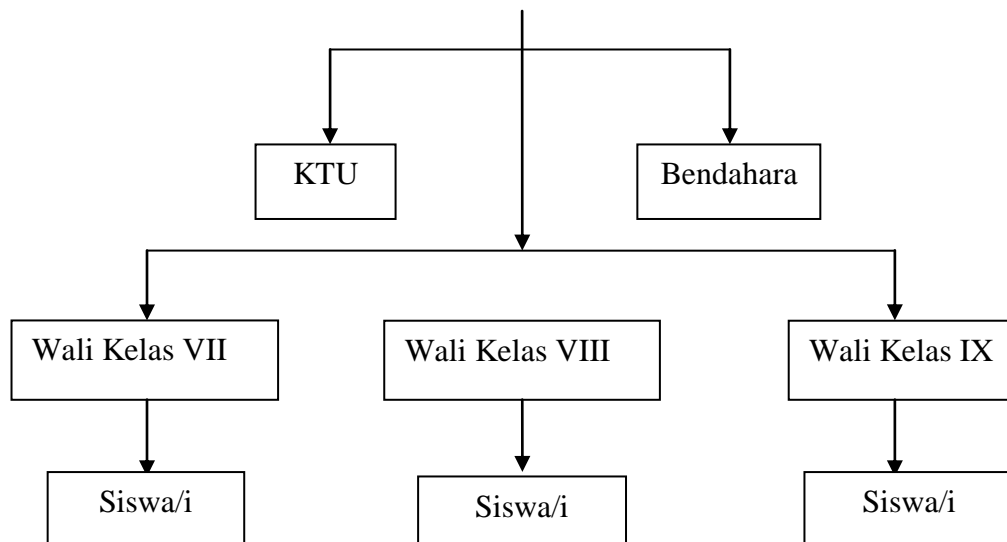 KTU
Bendahara
Wali Kelas VII
Wali Kelas VIII
Wali Kelas IX
Siswa/i
Siswa/i
Siswa/i